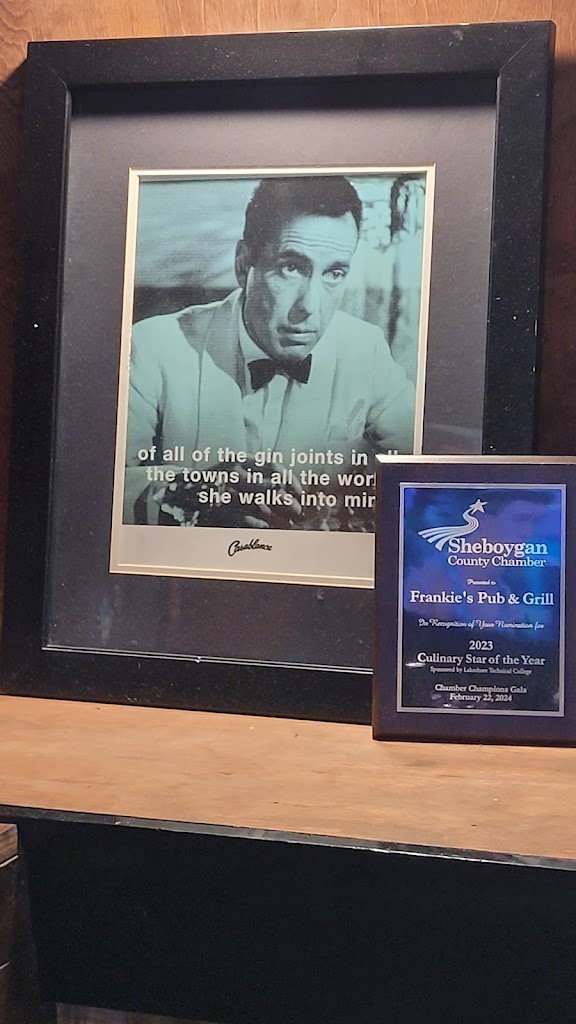 of all of the gin joints in
the towns in all the
she walks into
Casablanca
Sheboygan
County Chamber
Presented to
Frankie's Pub & Grill
In Recognition of Your Nomination for
2023
Culinary Star of the Year
Sponsored by Lakeshore Technical College
Chamber Champions Gala
February 22, 2024